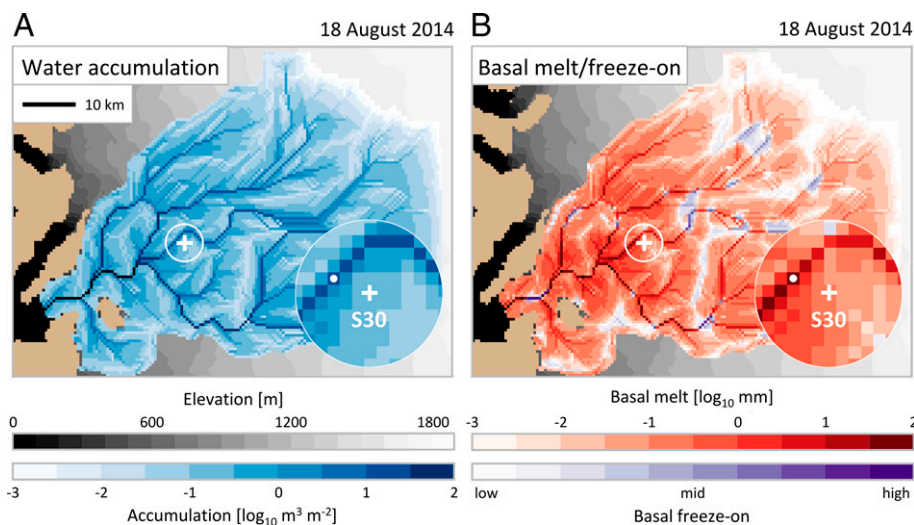 A
18 August 2014
Water accumulation
10 km
S30
B
18 August 2014
Basal melt/freeze-on
S30
Elevation [m]
0 600 1200 1800
-3 -2 -1 0 1 2
Accumulation [log₁₀ m³ m⁻²]
Basal melt [log₁₀ mm]
-3 -2 -1 0 1 2
low mid high
Basal freeze-on